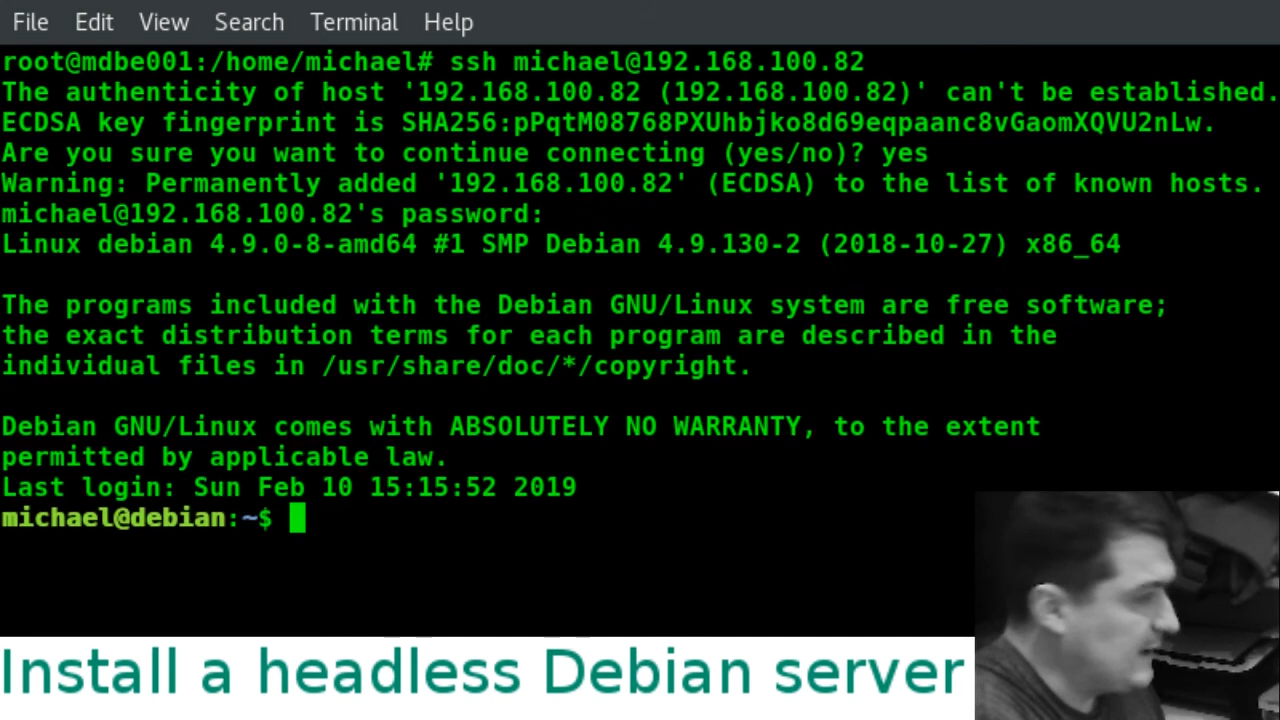 File Edit View Search Terminal Help
root@mdbe001:/home/michael# ssh michael@192.168.100.82
The authenticity of host '192.168.100.82 (192.168.100.82)' can't be established.
ECDSA key fingerprint is SHA256:pPqtM08768PXUhbjko8d69eqpaanc8vGaomXQVU2nLw.
Are you sure you want to continue connecting (yes/no)? yes
Warning: Permanently added '192.168.100.82' (ECDSA) to the list of known hosts.
michael@192.168.100.82's password:
Linux debian 4.9.0-8-amd64 #1 SMP Debian 4.9.130-2 (2018-10-27) x86_64
The programs included with the Debian GNU/Linux system are free software;
the exact distribution terms for each program are described in the
individual files in /usr/share/doc/*/copyright.
Debian GNU/Linux comes with ABSOLUTELY NO WARRANTY, to the extent
permitted by applicable law.
Last login: Sun Feb 10 15:15:52 2019
michael@debian:~$
Install a headless Debian server